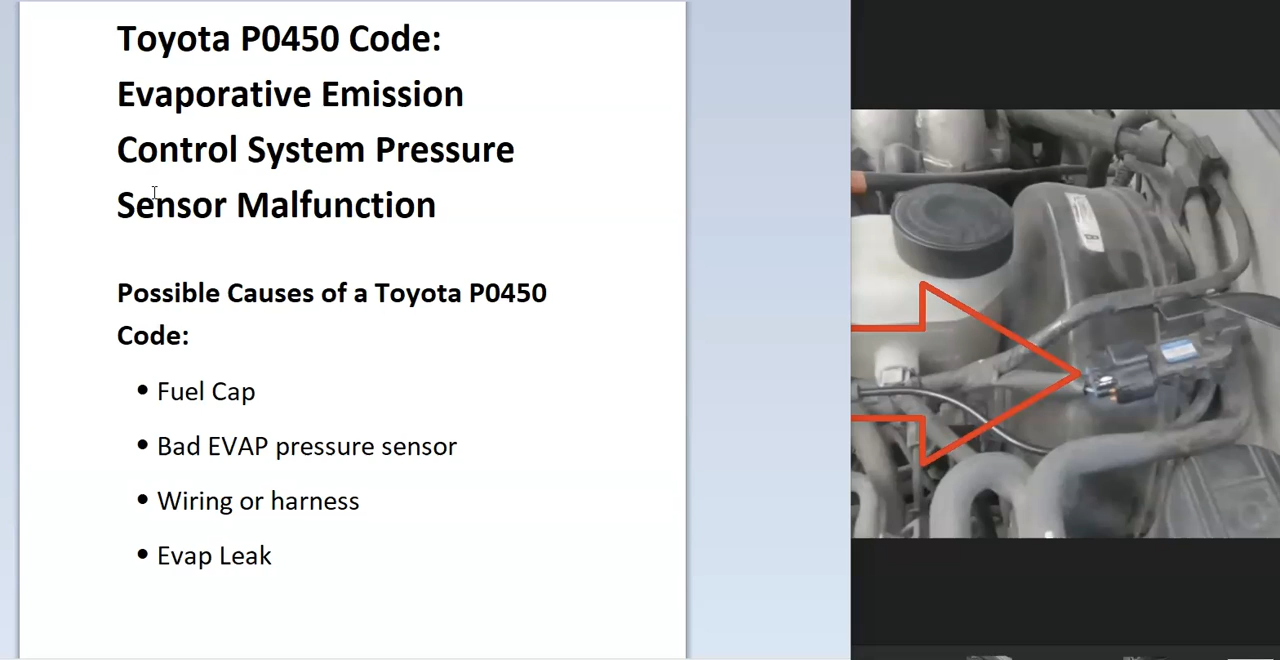 Toyota P0450 Code:
Evaporative Emission
Control System Pressure
Sensor Malfunction
Possible Causes of a Toyota P0450
Code:
• Fuel Cap
• Bad EVAP pressure sensor
• Wiring or harness
• Evap Leak